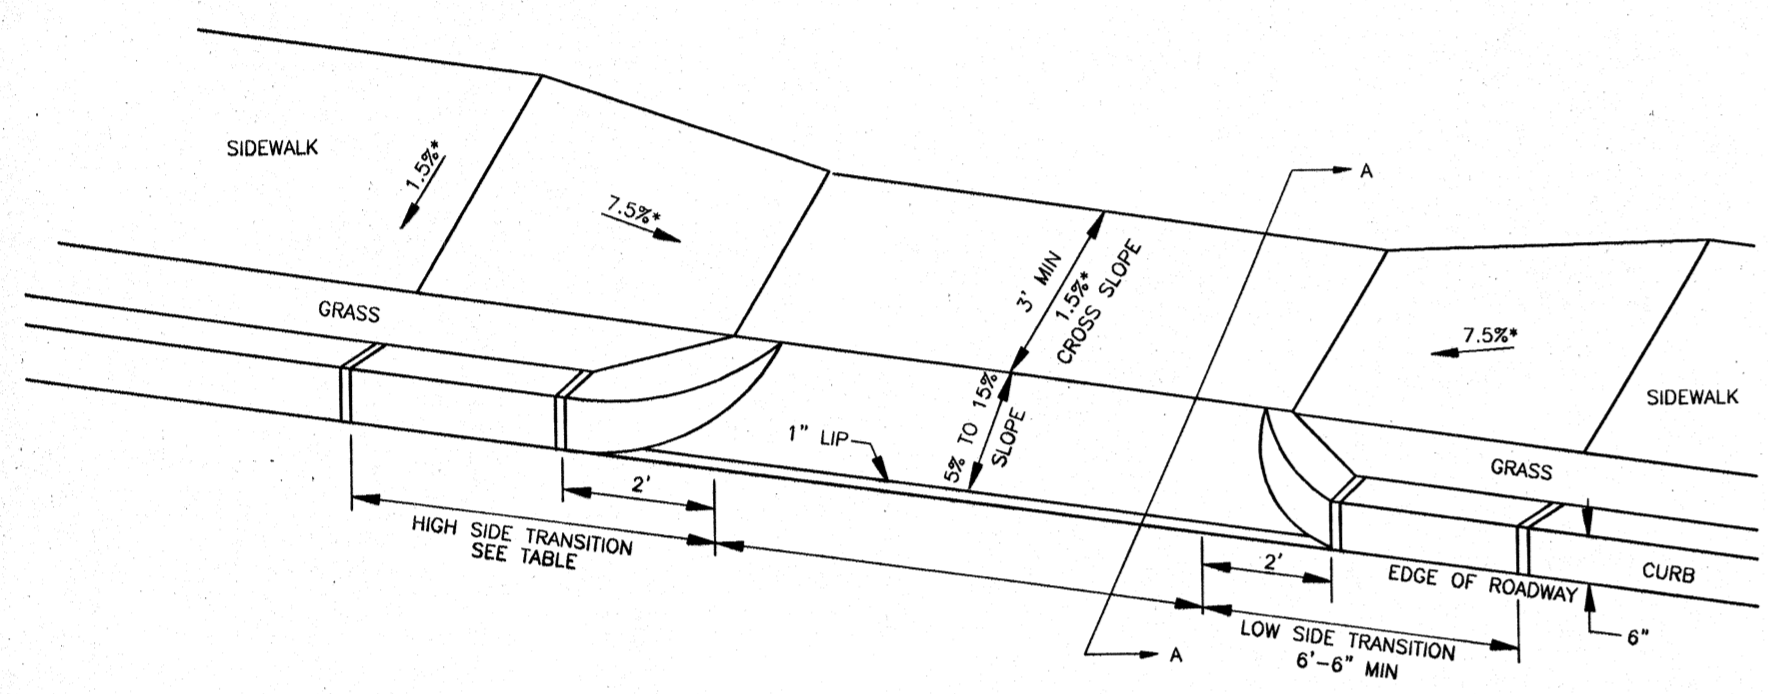 SIDEWALK
1.5%*
7.5%*
A
3' MIN
1.5%*
CROSS SLOPE
7.5%*
SIDEWALK
GRASS
1" LIP
5% TO 15%
SLOPE
GRASS
2'
HIGH SIDE TRANSITION
SEE TABLE
2'
EDGE OF ROADWAY
CURB
6"
LOW SIDE TRANSITION
6'-6" MIN
A